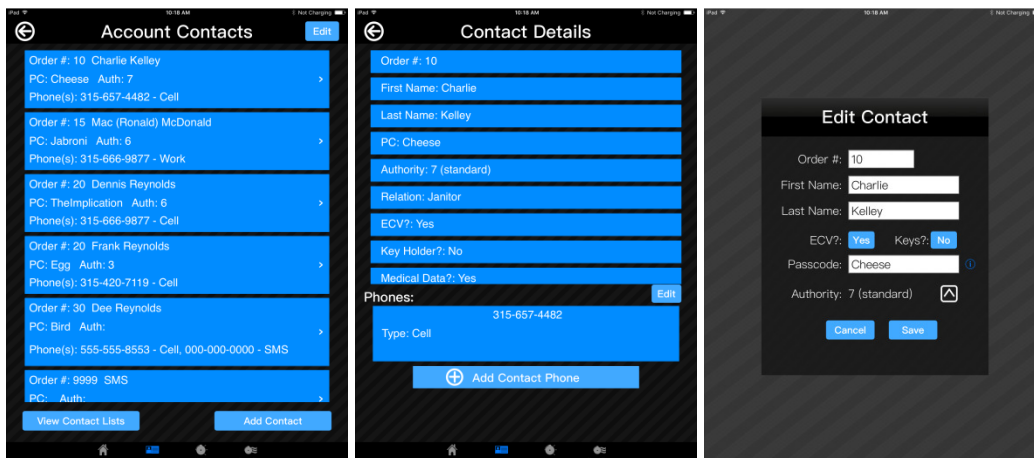 iPad
10:18 AM
Not Charging
Account Contacts
Edit
Order #: 10 Charlie Kelley
PC: Cheese Auth: 7
Phone(s): 315-657-4482 - Cell
Order #: 15 Mac (Ronald) McDonald
PC: Jabroni Auth: 6
Phone(s): 315-666-9877 - Work
Order #: 20 Dennis Reynolds
PC: TheImplication Auth: 6
Phone(s): 315-666-9877 - Cell
Order #: 20 Frank Reynolds
PC: Egg Auth: 3
Phone(s): 315-420-7119 - Cell
Order #: 30 Dee Reynolds
PC: Bird Auth:
Phone(s): 555-555-8553 - Cell, 000-000-0000 - SMS
Order #: 9999 SMS
PC: Auth:
View Contact Lists
Add Contact
iPad
10:18 AM
Not Charging
Contact Details
Order #: 10
First Name: Charlie
Last Name: Kelley
PC: Cheese
Authority: 7 (standard)
Relation: Janitor
ECV?: Yes
Key Holder?: No
Medical Data?: Yes
Phones:
Edit
315-657-4482
Type: Cell
Add Contact Phone
iPad
10:18 AM
Not Charging
Edit Contact
Order #: 10
First Name: Charlie
Last Name: Kelley
ECV?: Yes Keys?: No
Passcode: Cheese
Authority: 7 (standard)
Cancel
Save